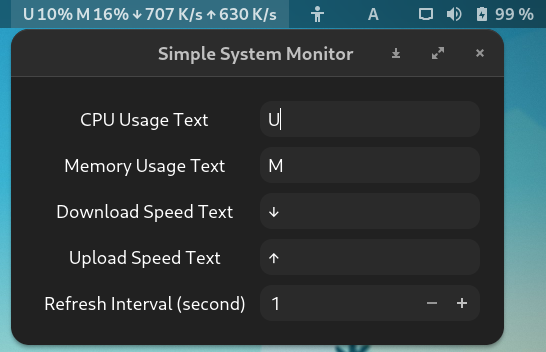 U 10% M 16% ↓ 707 K/s ↑ 630 K/s A 99 %
Simple System Monitor
CPU Usage Text U
Memory Usage Text M
Download Speed Text ↓
Upload Speed Text ↑
Refresh Interval (second) 1 − +